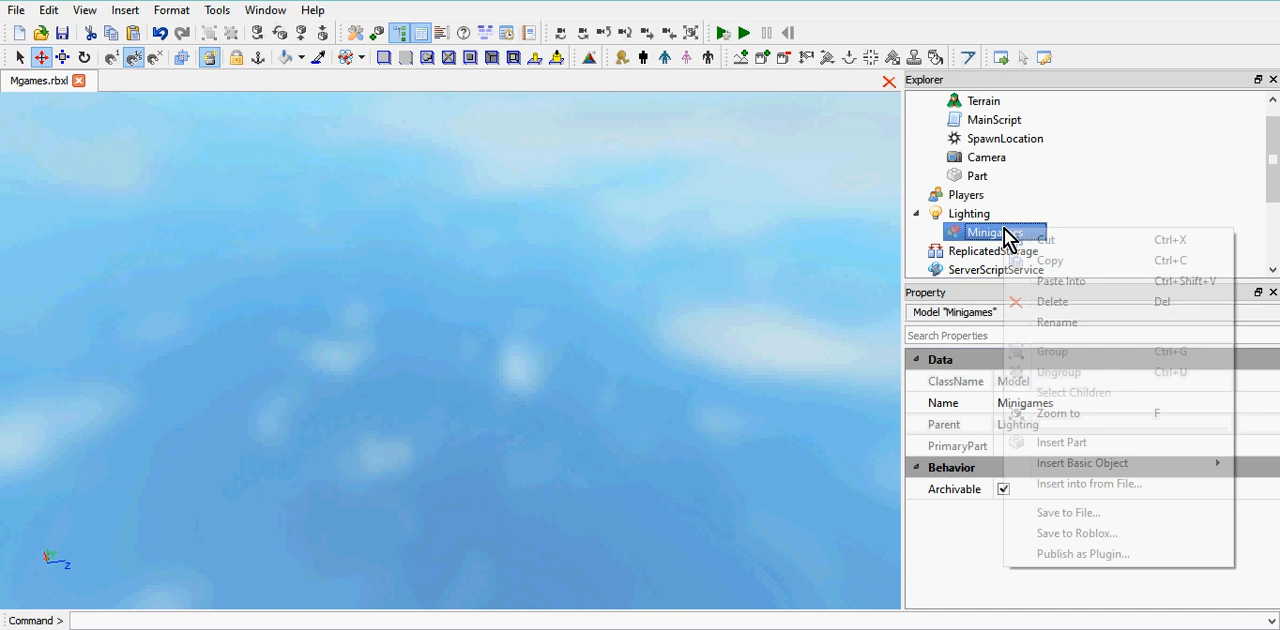 File Edit View Insert Format Tools Window Help
Mgames.rbxl
Explorer
Terrain
MainScript
SpawnLocation
Camera
Part
Players
Lighting
Minigames
ReplicatedStorage
ServerScriptService
Cut Ctrl+X
Copy Ctrl+C
Paste Into Ctrl+Shift+V
Delete Del
Rename
Group Ctrl+G
Ungroup Ctrl+U
Select Children
Zoom to F
Insert Part
Insert Basic Object
Insert into from File...
Save to File...
Save to Roblox...
Publish as Plugin...
Property
Model "Minigames"
Search Properties
Data
ClassName Model
Name Minigames
Parent Lighting
PrimaryPart
Behavior
Archivable
Z
Command >